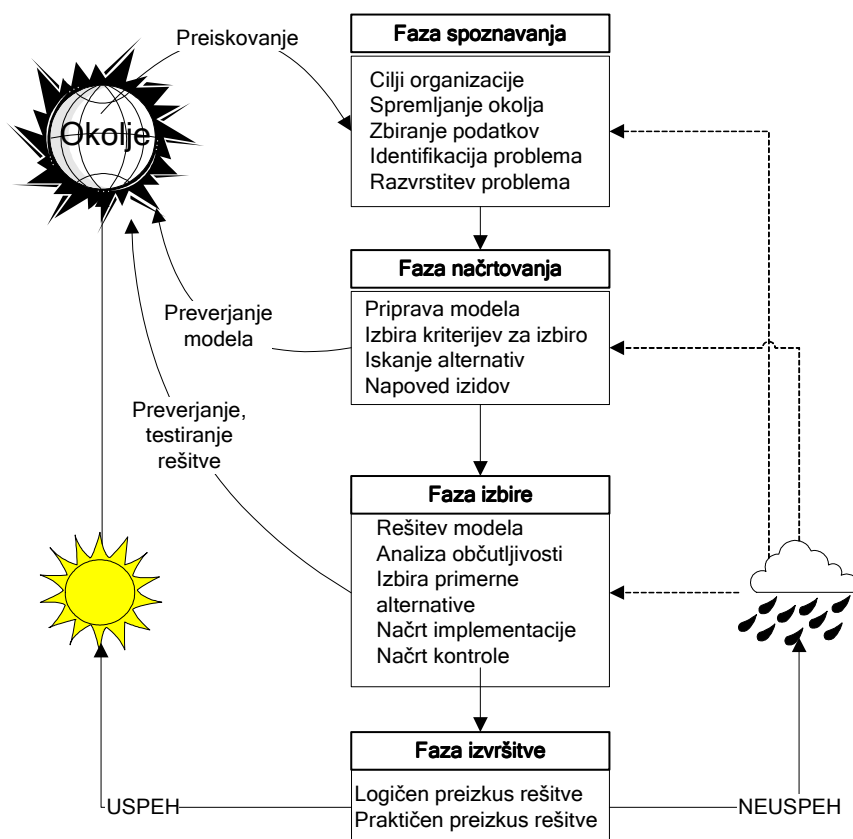 Preiskovanje
Faza spoznavanja
Okolje
Cilji organizacije
Spremljanje okolja
Zbiranje podatkov
Identifikacija problema
Razvrstitev problema
Faza načrtovanja
Preverjanje
modela
Priprava modela
Izbira kriterijev za izbiro
Iskanje alternativ
Napoved izidov
Preverjanje,
testiranje
rešitve
Faza izbire
Rešitev modela
Analiza občutljivosti
Izbira primerne
alternative
Načrt implementacije
Načrt kontrole
Faza izvršitve
Logičen preizkus rešitve
Praktičen preizkus rešitve
USPEH
NEUSPEH